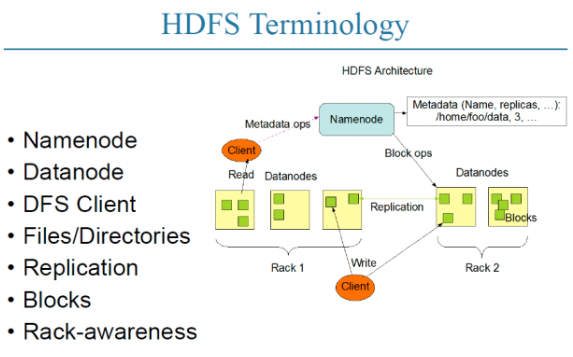 HDFS Terminology
• Namenode
• Datanode
• DFS Client
• Files/Directories
• Replication
• Blocks
• Rack-awareness
HDFS Architecture
Metadata (Name, replicas, …):
/home/foo/data, 3, …
Namenode
Metadata ops
Client
Block ops
Read
Datanodes
Datanodes
Replication
Blocks
Rack 1
Write
Rack 2
Client